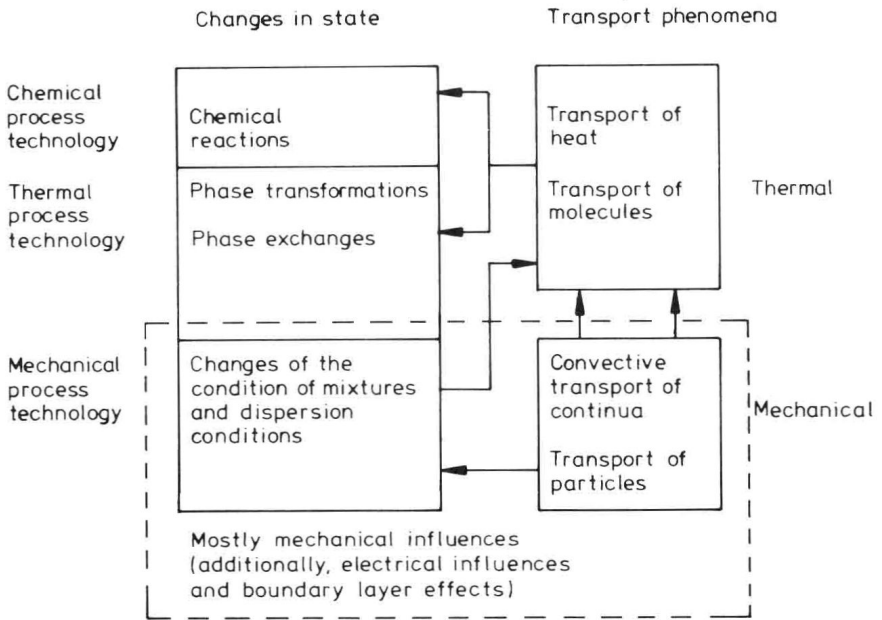 Changes in state
Transport phenomena
Chemical
process
technology
Chemical
reactions
Transport of
heat
Thermal
process
technology
Phase transformations
Phase exchanges
Transport of
molecules
Thermal
Mechanical
process
technology
Changes of the
condition of mixtures
and dispersion
conditions
Convective
transport of
continua
Transport of
particles
Mechanical
Mostly mechanical influences
(additionally, electrical influences
and boundary layer effects)